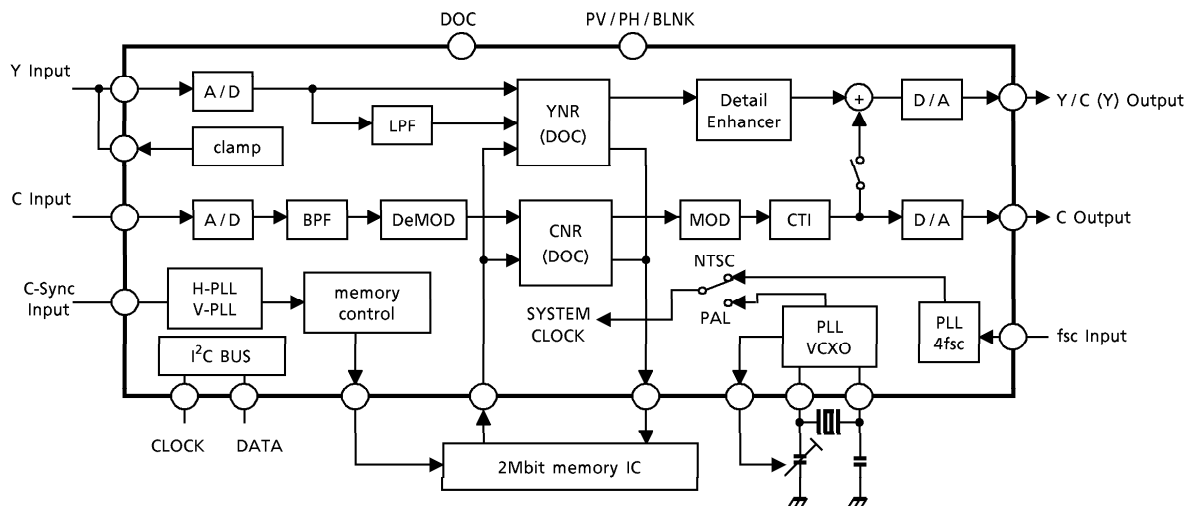 DOC
PV / PH / BLNK
Y Input
A / D
YNR
(DOC)
LPF
Detail
Enhancer
+
D / A
Y / C (Y) Output
clamp
C Input
A / D
BPF
DeMOD
CNR
(DOC)
MOD
CTI
D / A
C Output
C-Sync
Input
H-PLL
V-PLL
memory
control
NTSC
SYSTEM
CLOCK
PAL
PLL
VCXO
PLL
4fsc
fsc Input
I²C BUS
CLOCK
DATA
2Mbit memory IC